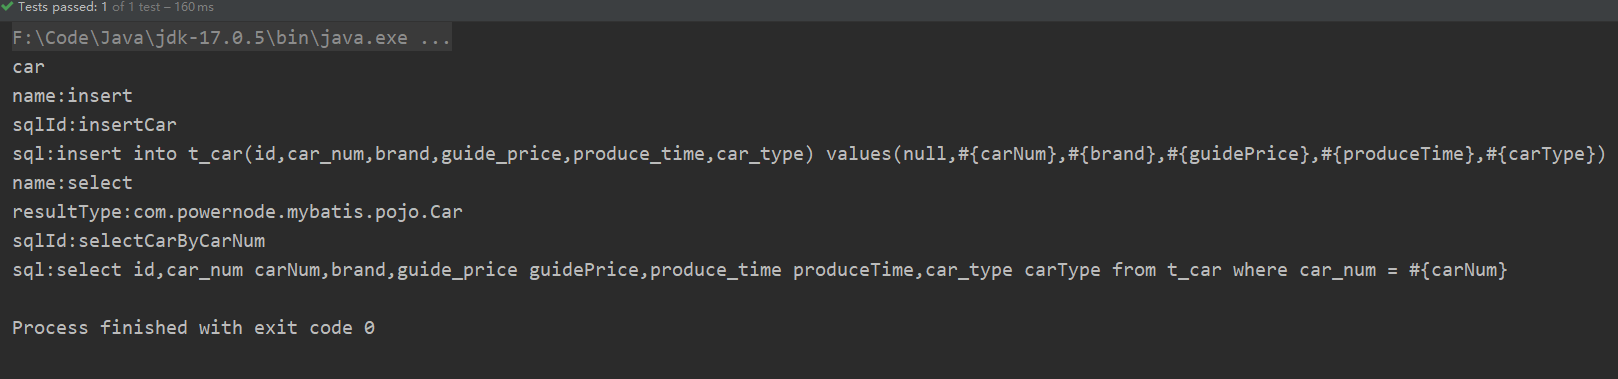 Tests passed: 1 of 1 test – 160 ms
F:\Code\Java\jdk-17.0.5\bin\java.exe ...
car
name:insert
sqlId:insertCar
sql:insert into t_car(id,car_num,brand,guide_price,produce_time,car_type) values(null,#{carNum},#{brand},#{guidePrice},#{produceTime},#{carType})
name:select
resultType:com.powernode.mybatis.pojo.Car
sqlId:selectCarByCarNum
sql:select id,car_num carNum,brand,guide_price guidePrice,produce_time produceTime,car_type carType from t_car where car_num = #{carNum}
Process finished with exit code 0